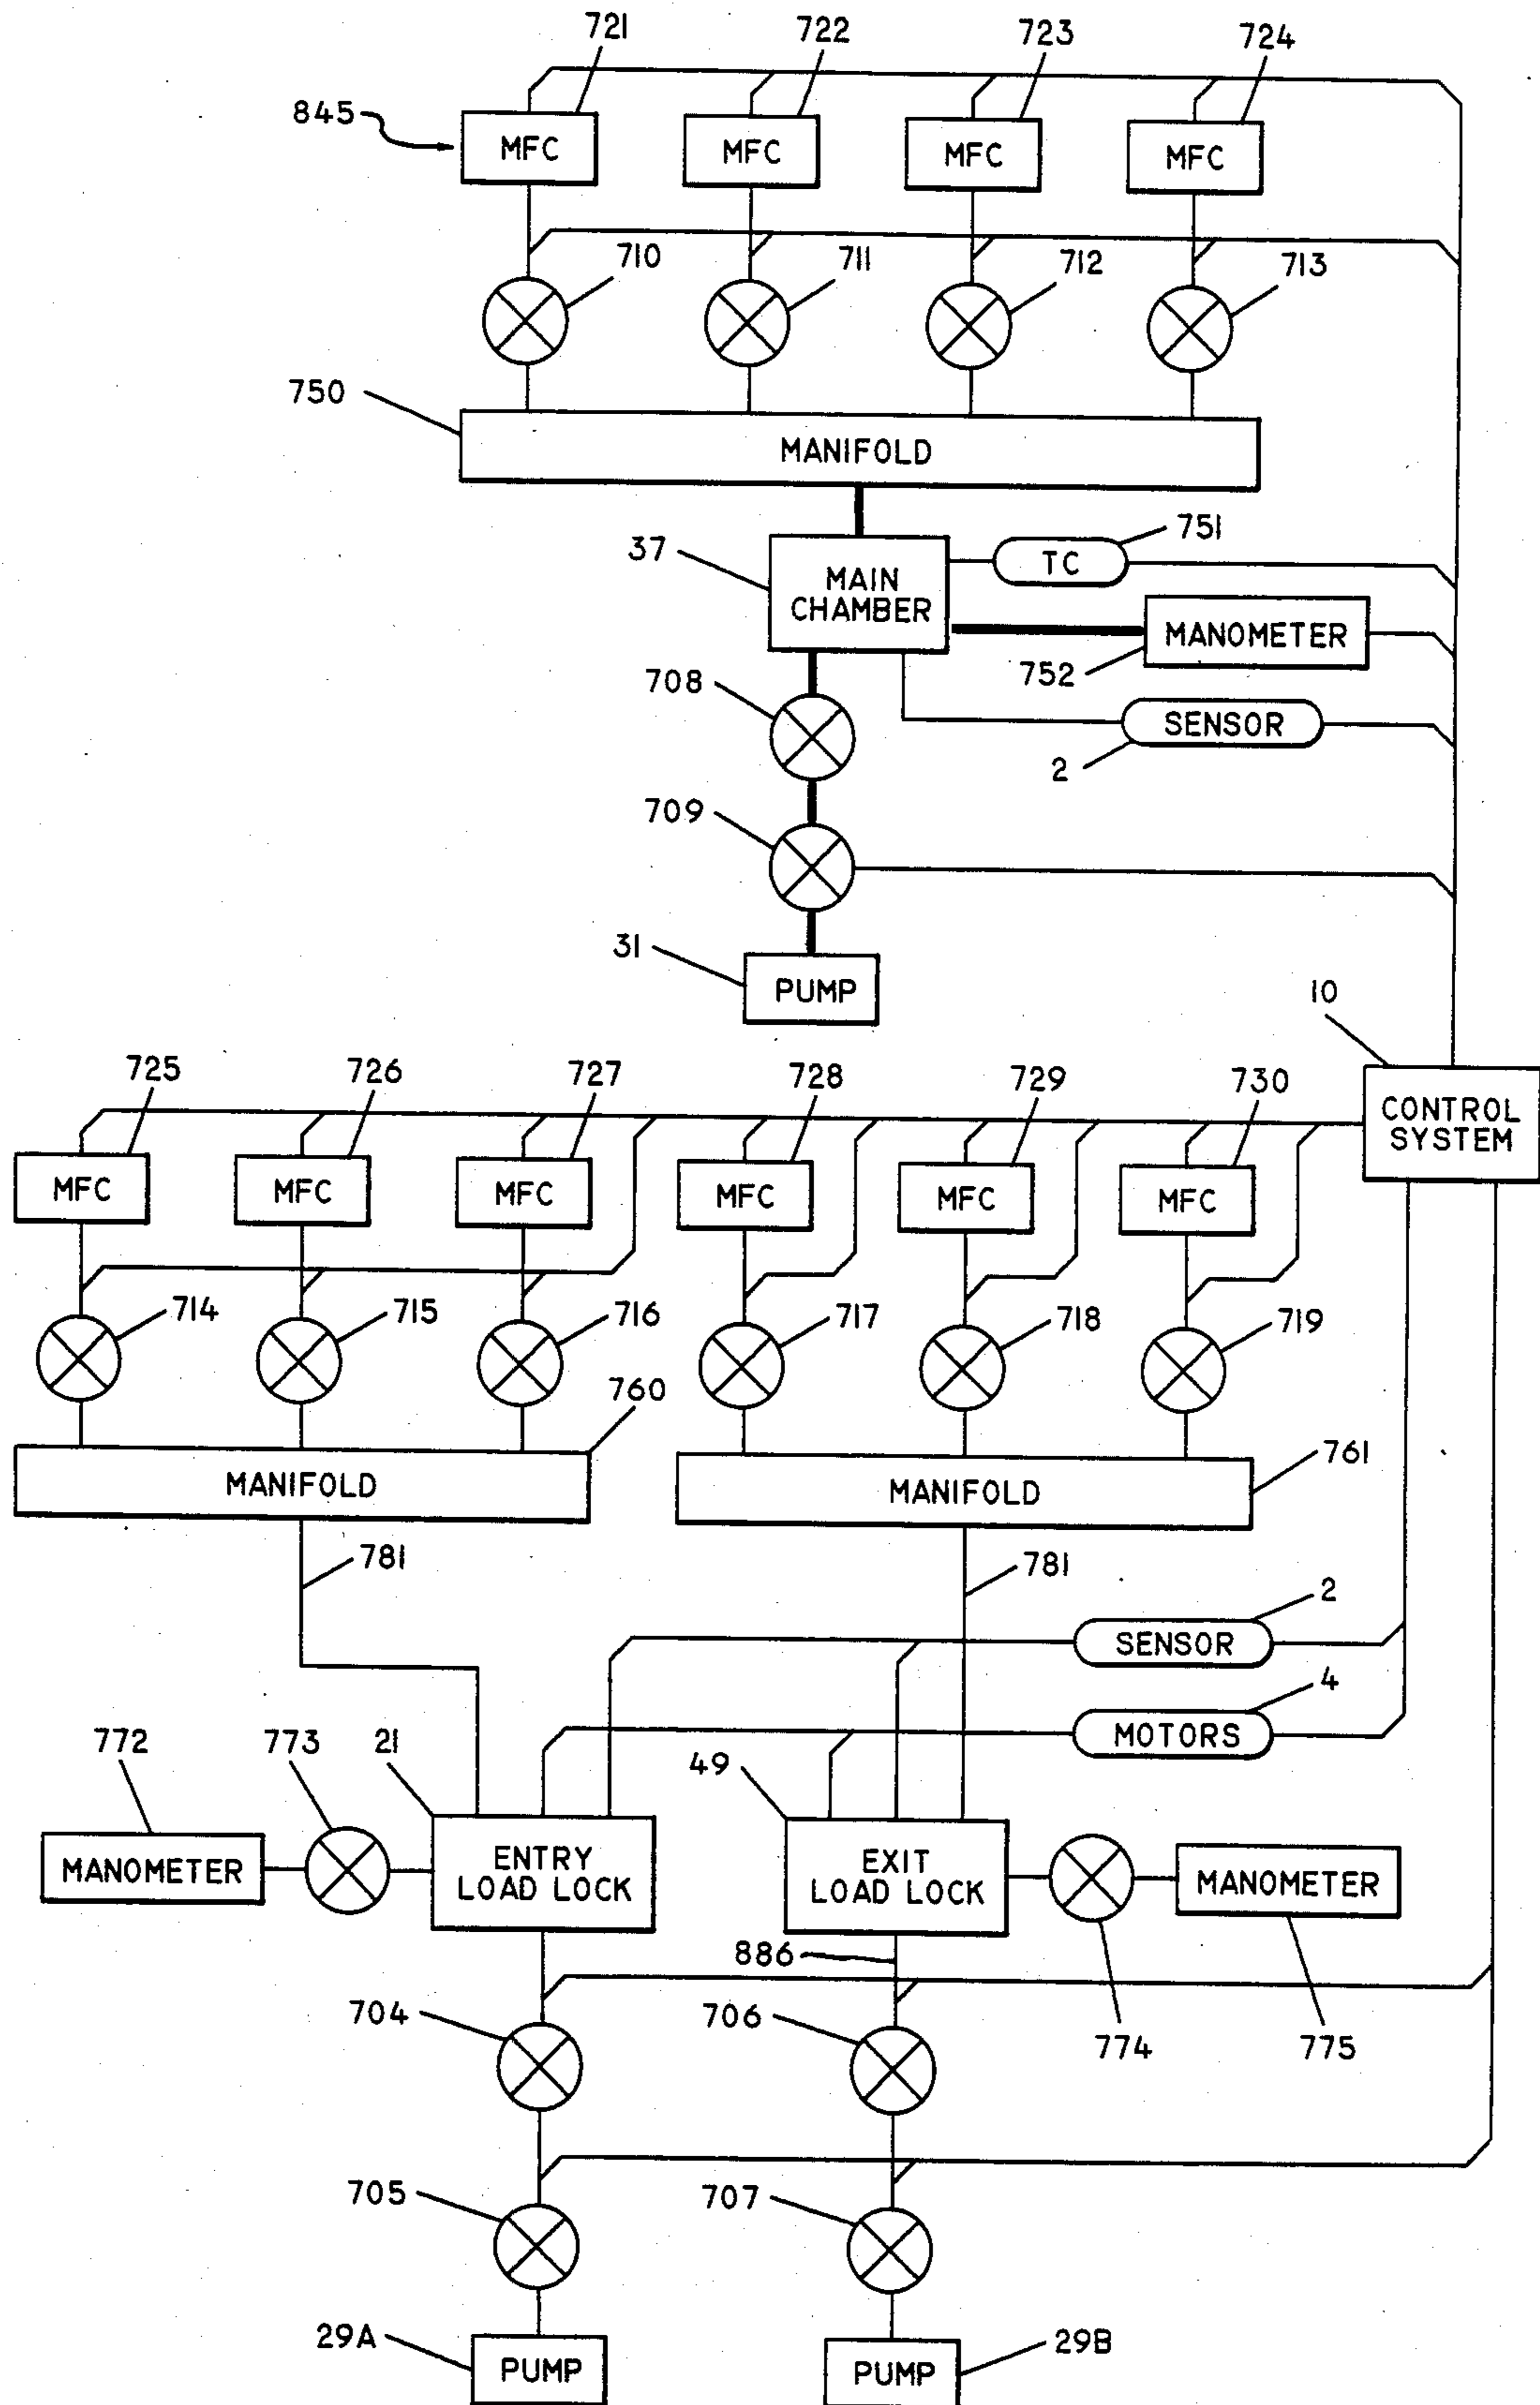 721 722 723 724
845
MFC MFC MFC MFC
710 711 712 713
750
MANIFOLD
751
37
TC
MAIN
CHAMBER
MANOMETER
752
708
SENSOR
2
709
31
PUMP
10
725 726 727 728 729 730
CONTROL
SYSTEM
MFC MFC MFC MFC MFC MFC
714 715 716 717 718 719
760
761
MANIFOLD MANIFOLD
781 781
2
SENSOR
4
MOTORS
772 773 21 49
MANOMETER
ENTRY
LOAD LOCK
EXIT
LOAD LOCK
MANOMETER
886
704 706
774 775
705 707
29A 29B
PUMP PUMP